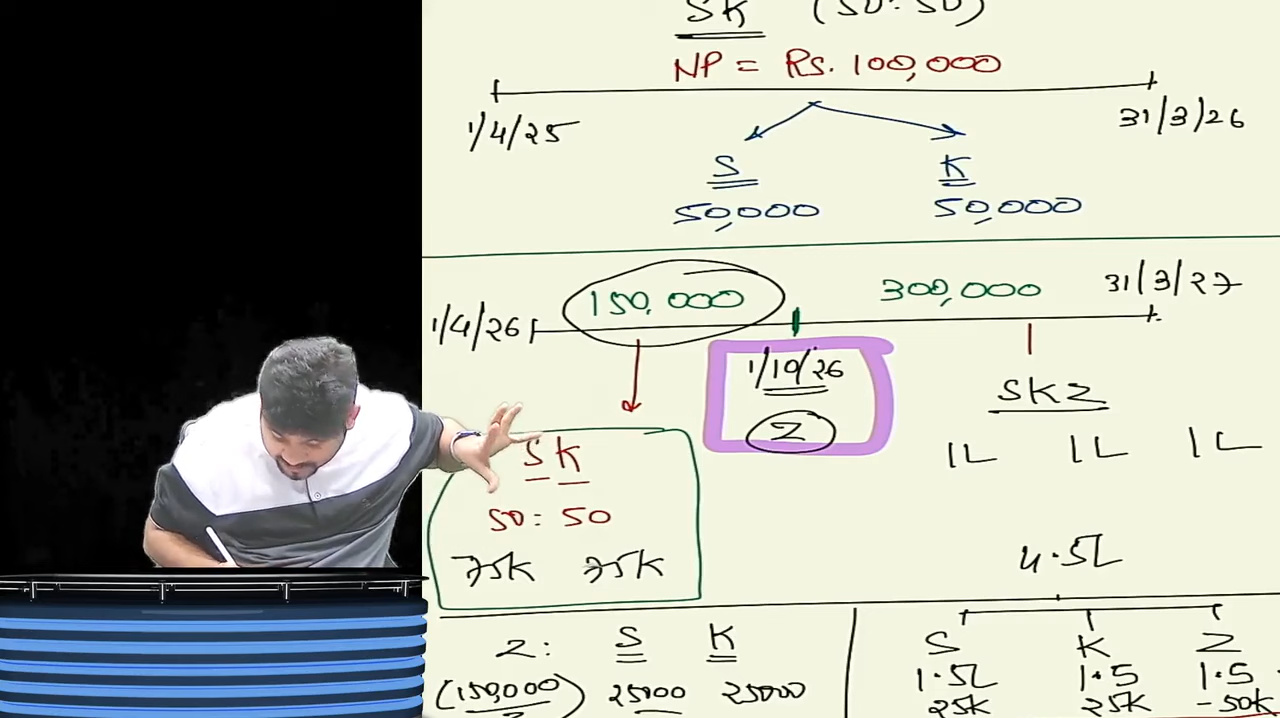 SK (50:50)
NP = Rs. 100,000
1/4/25
31/3/26
S K
50,000 50,000
1/4/26 150,000 300,000 31/3/27
1/10/26
Z
SK
50:50
75K 75K
SKZ
1L 1L 1L
4.5L
Z: S K
(150,000) 25000 25000
S K Z
1.5L 1.5 1.5
25K 25K -50K